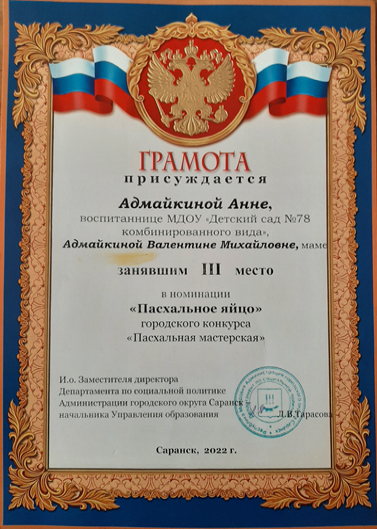 ГРАМОТА
присуждается
Адмайкиной Анне,
воспитаннице МДОУ «Детский сад №78
комбинированного вида»,
Адмайкиной Валентине Михайловне, маме
занявшим III место
в номинации
«Пасхальное яйцо»
городского конкурса
«Пасхальная мастерская»
И.о. Заместителя директора
Департамента по социальной политике
Администрации городского округа Саранск -
начальника Управления образования
Л.В.Тарасова
Саранск, 2022 г.